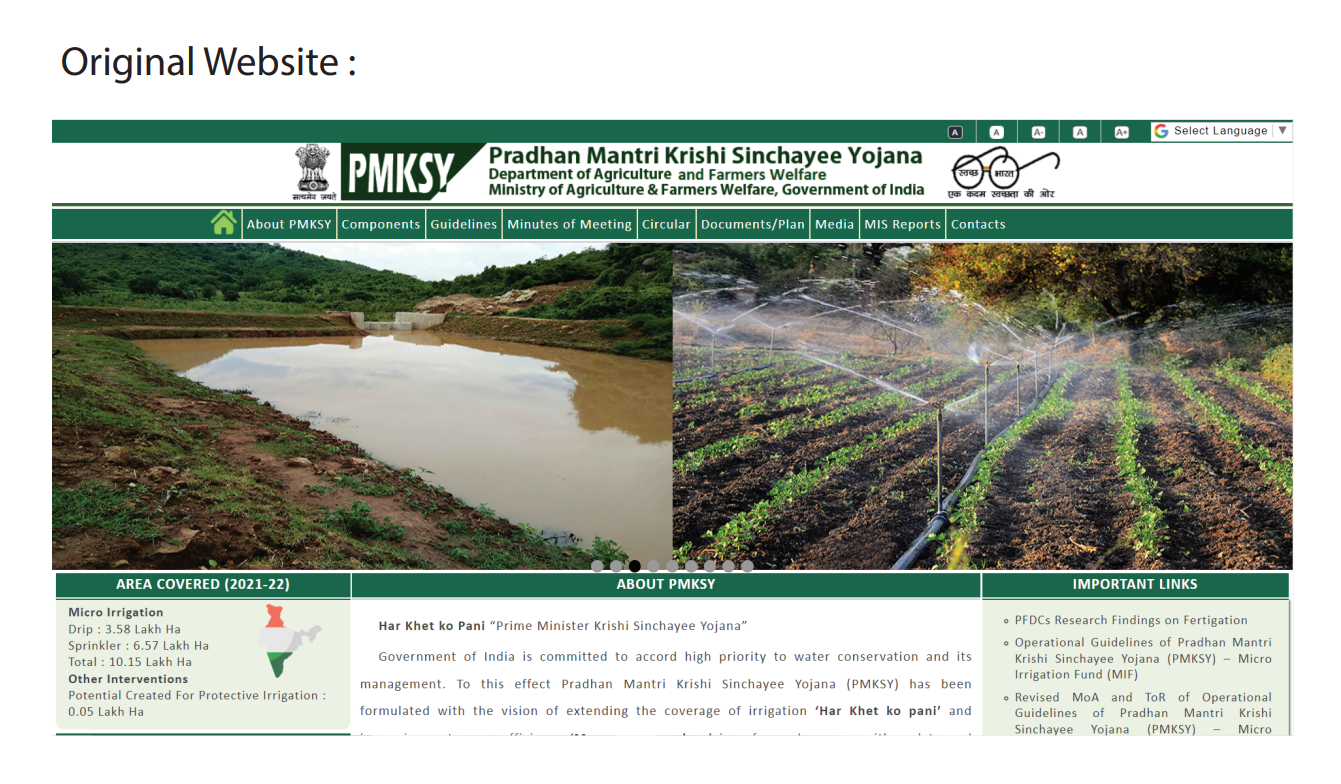 Original Website :
A A A- A A+ Select Language ▼
PMKSY
सत्यमेव जयते
Pradhan Mantri Krishi Sinchayee Yojana
Department of Agriculture and Farmers Welfare
Ministry of Agriculture & Farmers Welfare, Government of India
स्वच्छ भारत
एक कदम स्वच्छता की ओर
About PMKSY Components Guidelines Minutes of Meeting Circular Documents/Plan Media MIS Reports Contacts
AREA COVERED (2021-22)
Micro Irrigation
Drip : 3.58 Lakh Ha
Sprinkler : 6.57 Lakh Ha
Total : 10.15 Lakh Ha
Other Interventions
Potential Created For Protective Irrigation :
0.05 Lakh Ha
ABOUT PMKSY
Har Khet ko Pani “Prime Minister Krishi Sinchayee Yojana”
Government of India is committed to accord high priority to water conservation and its
management. To this effect Pradhan Mantri Krishi Sinchayee Yojana (PMKSY) has been
formulated with the vision of extending the coverage of irrigation ‘Har Khet ko pani’ and
IMPORTANT LINKS
PFDCs Research Findings on Fertigation
Operational Guidelines of Pradhan Mantri
Krishi Sinchayee Yojana (PMKSY) – Micro
Irrigation Fund (MIF)
Revised MoA and ToR of Operational
Guidelines of Pradhan Mantri Krishi
Sinchayee Yojana (PMKSY) – Micro